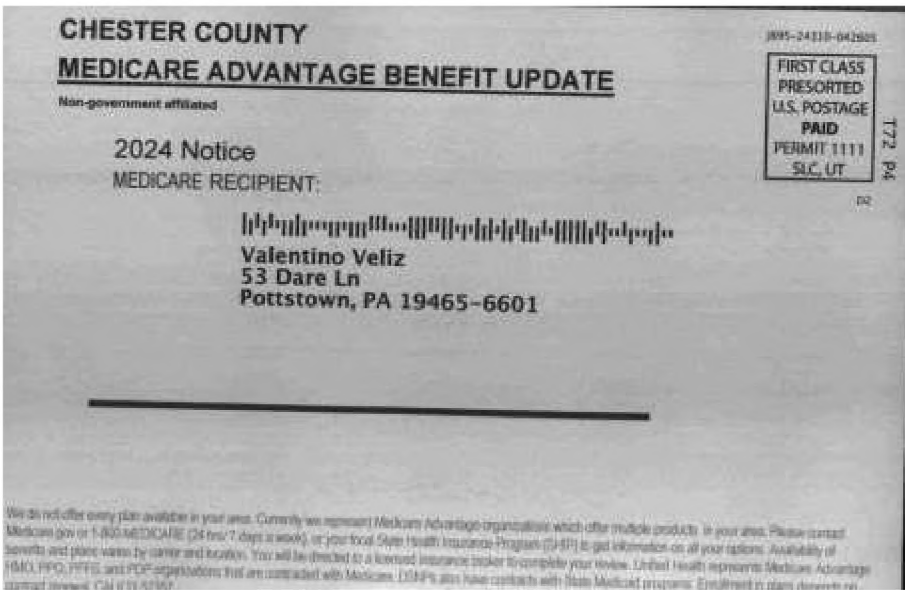 CHESTER COUNTY
MEDICARE ADVANTAGE BENEFIT UPDATE
Non-government affiliated
J895-24310-042605
FIRST CLASS
PRESORTED
U.S. POSTAGE
PAID
PERMIT 1111
SLC, UT
T72 P4
D2
2024 Notice
MEDICARE RECIPIENT:
Valentino Veliz
53 Dare Ln
Pottstown, PA 19465-6601
We do not offer every plan available in your area. Currently we represent Medicare Advantage organizations which offer multiple products in your area. Please contact
Medicare.gov or 1-800-MEDICARE (24 hrs/7 days a week), or your local State Health Insurance Program (SHIP) to get information on all your options. Availability of
benefits and plans varies by carrier and location. You will be directed to a licensed insurance broker to complete your review. United Health represents Medicare Advantage
HMO, PPO, PFFS, and PDP organizations that are contracted with Medicare. DSNPs also have contracts with State Medicaid programs. Enrollment in plans depends on
contract renewal.